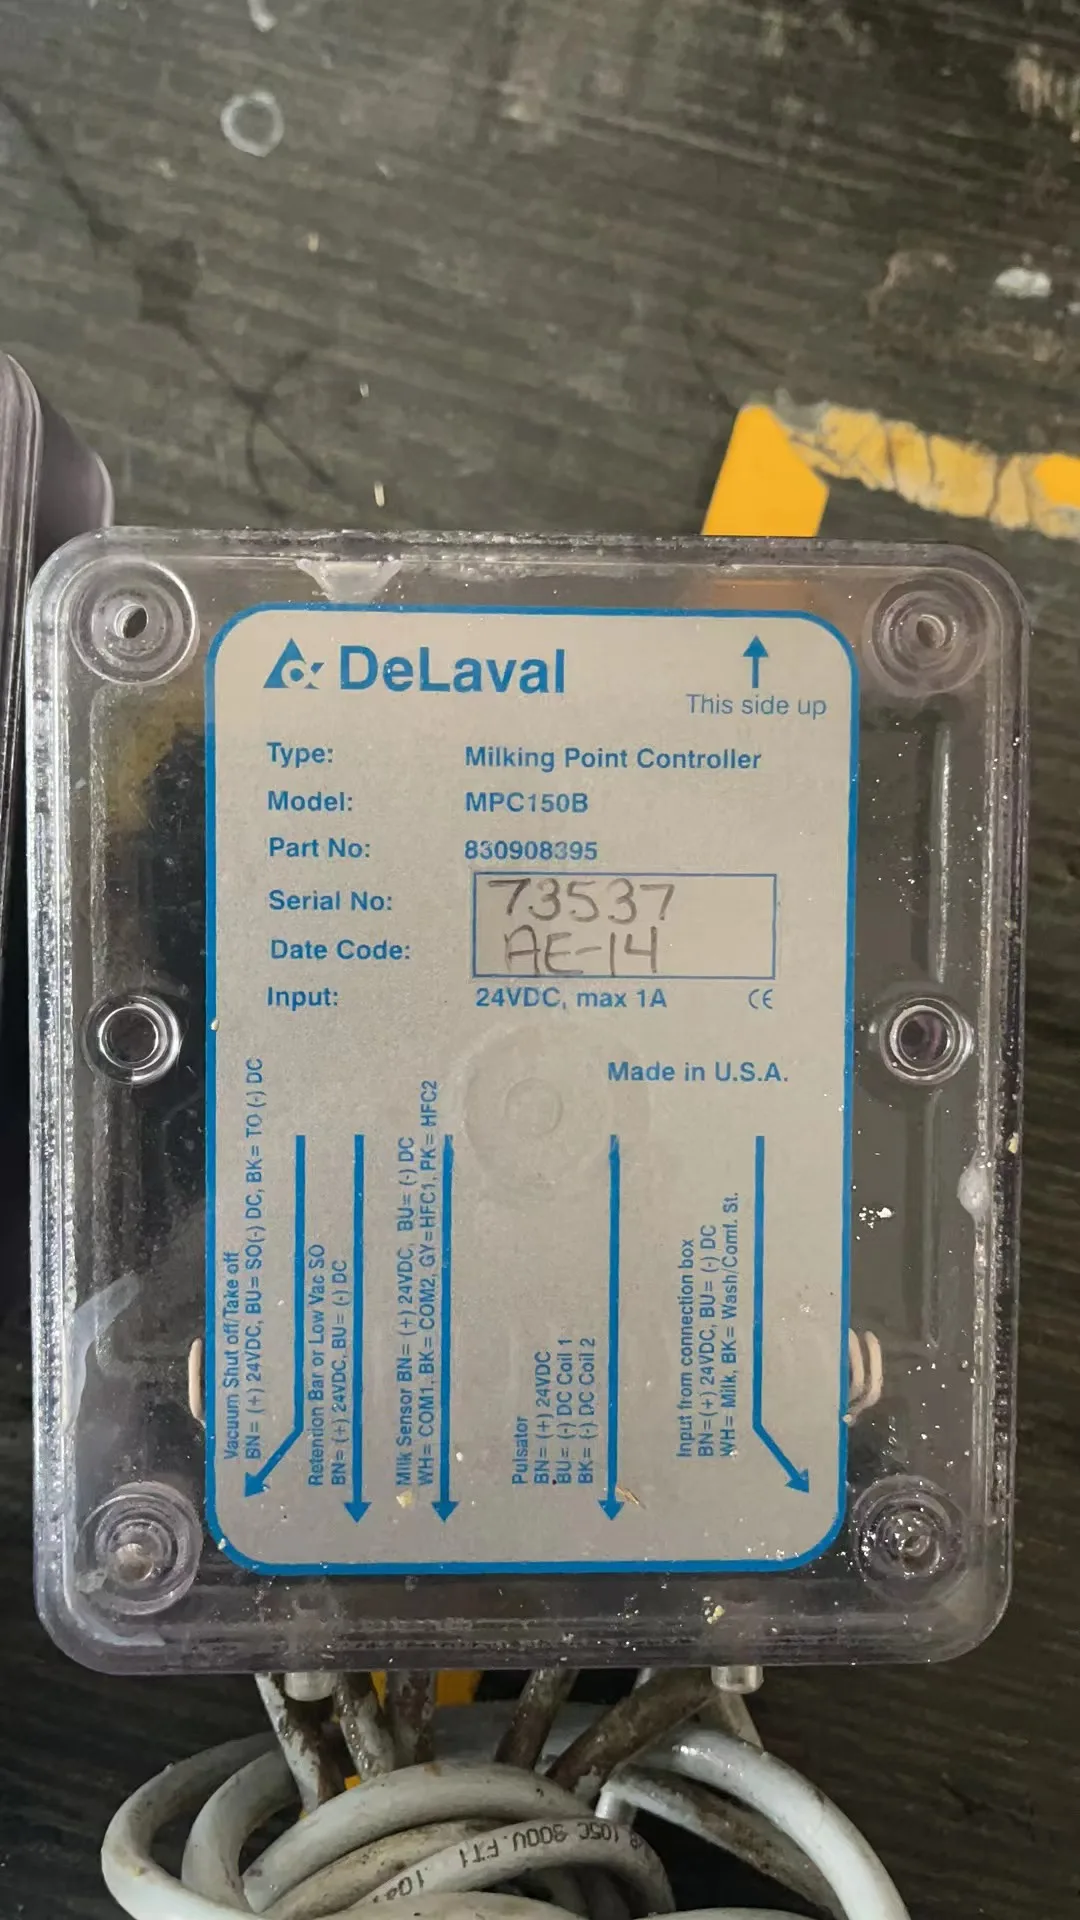 DeLaval
This side up
Type: Milking Point Controller
Model: MPC150B
Part No: 830908395
Serial No: 73537
Date Code: AE-14
Input: 24VDC, max 1A CE
Made in U.S.A.
Vacuum Shut off/Take off
BN= (+) 24VDC, BU= SO(-) DC, BK= TO (-) DC
Retention Bar or Low Vac SO
BN= (+) 24VDC, BU= (-) DC
Milk Sensor BN= (+) 24VDC, BU= (-) DC
WH= COM1, BK= COM2, GY=HFC1, PK= HFC2
Pulsator
BN= (+) 24VDC
BU= (-) DC Coil 1
BK= (-) DC Coil 2
Input from connection box
BN= (+) 24VDC, BU= (-) DC
WH= Milk, BK= Wash/Comf. St.
105C 300V FT1